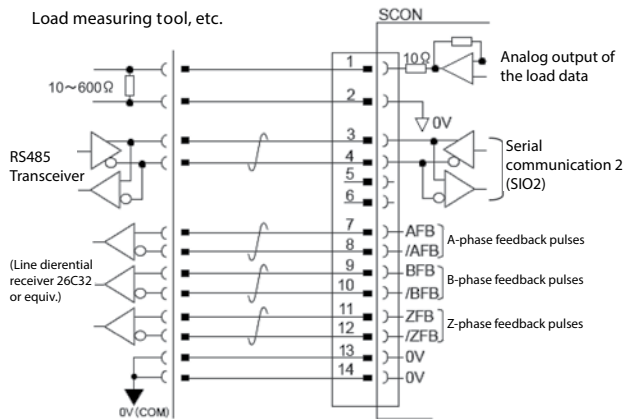 Load measuring tool, etc.
SCON
10~600Ω
1
10Ω
Analog output of
the load data
2
0V
RS485
Transceiver
3
4
5
6
Serial
communication 2
(SIO2)
(Line dierential
receiver 26C32
or equiv.)
7
AFB
8
/AFB
A-phase feedback pulses
9
BFB
10
/BFB
B-phase feedback pulses
11
ZFB
12
/ZFB
Z-phase feedback pulses
13
0V
14
0V
0V(COM)